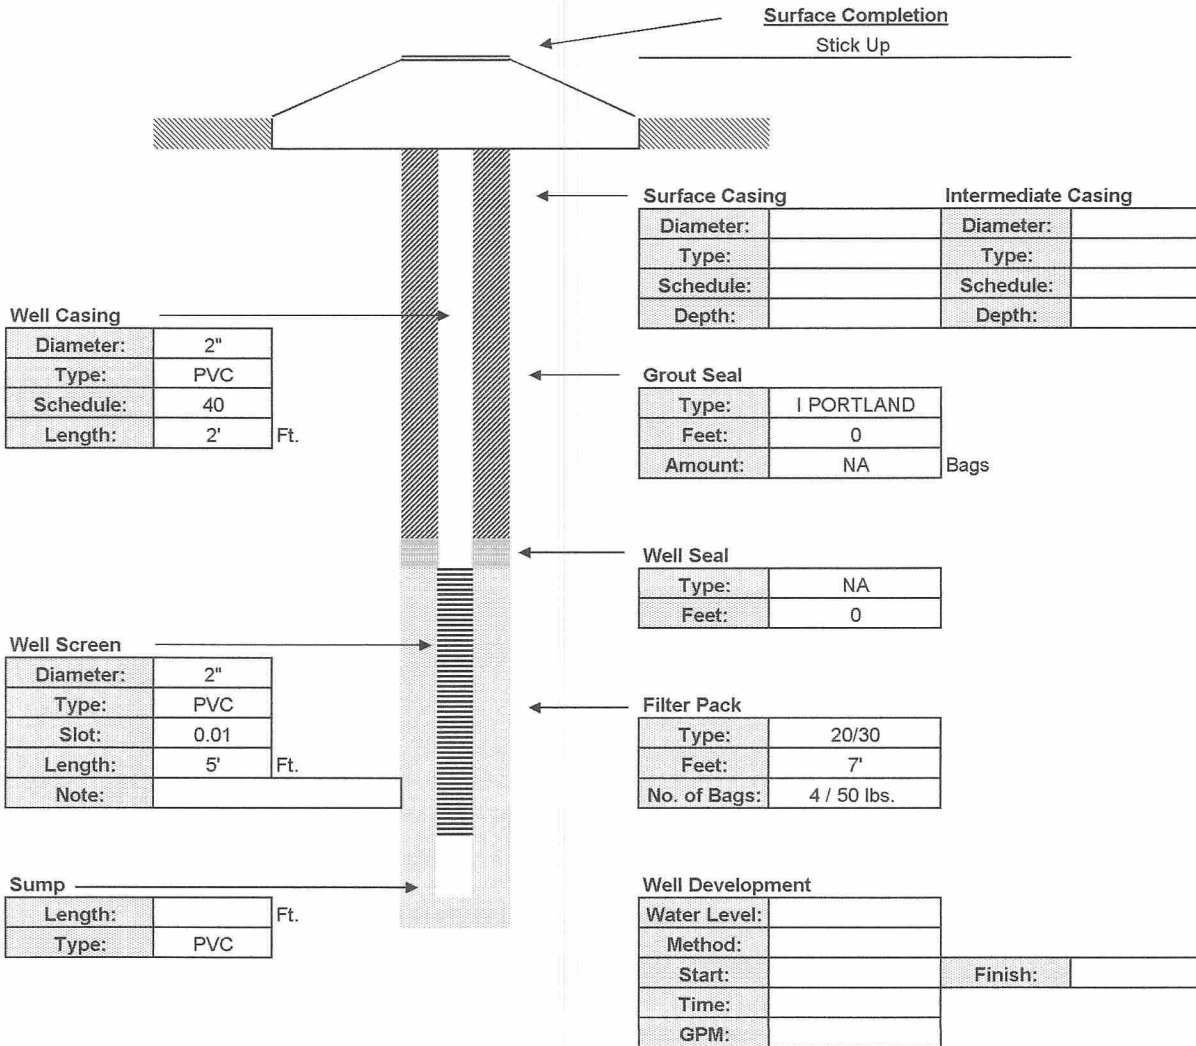 Surface Completion
Stick Up
Surface Casing Intermediate Casing
Diameter: Diameter:
Type: Type:
Schedule: Schedule:
Depth: Depth:
Well Casing
Diameter: 2"
Type: PVC
Schedule: 40
Length: 2' Ft.
Grout Seal
Type: I PORTLAND
Feet: 0
Amount: NA Bags
Well Seal
Type: NA
Feet: 0
Well Screen
Diameter: 2"
Type: PVC
Slot: 0.01
Length: 5' Ft.
Note:
Filter Pack
Type: 20/30
Feet: 7'
No. of Bags: 4 / 50 lbs.
Sump
Length: Ft.
Type: PVC
Well Development
Water Level:
Method:
Start: Finish:
Time:
GPM: